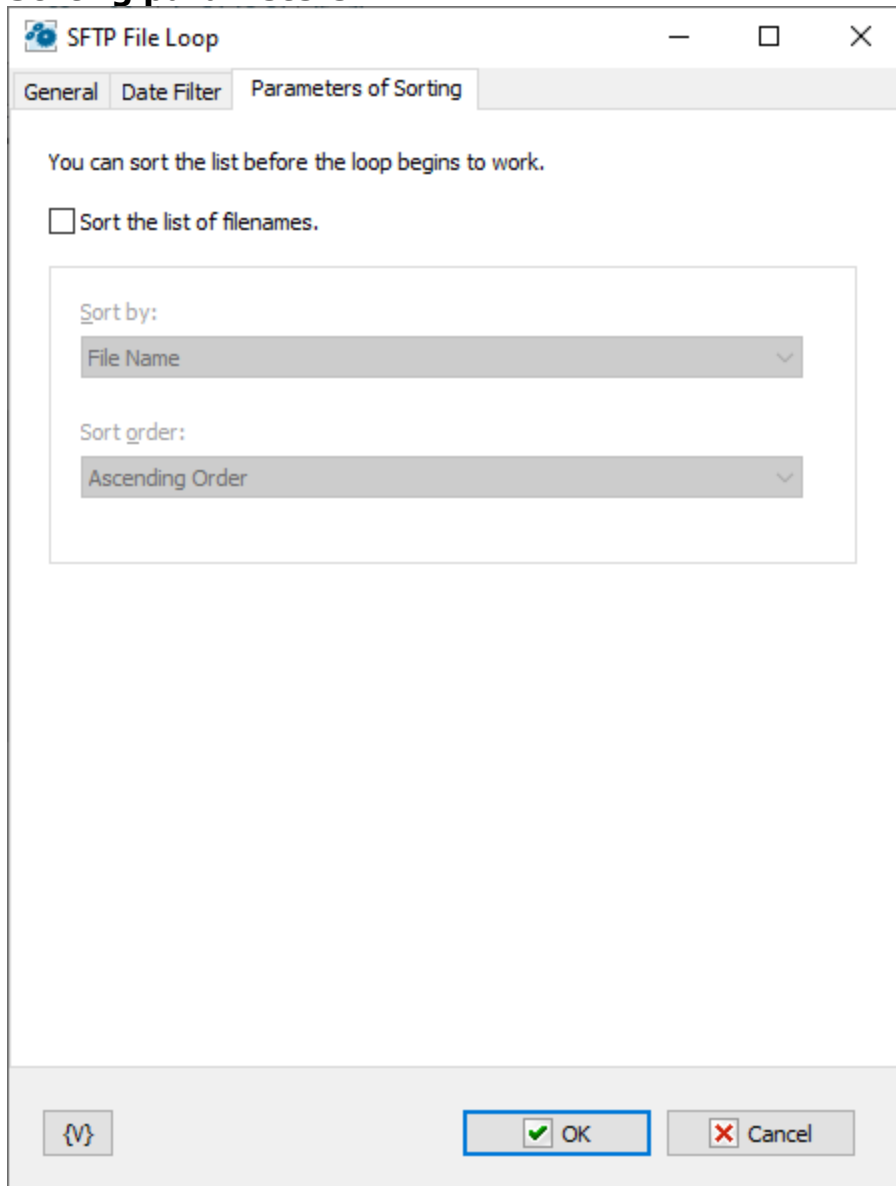 SFTP File Loop
General Date Filter Parameters of Sorting
You can sort the list before the loop begins to work.
Sort the list of filenames.
Sort by:
File Name
Sort order:
Ascending Order
{V} OK Cancel